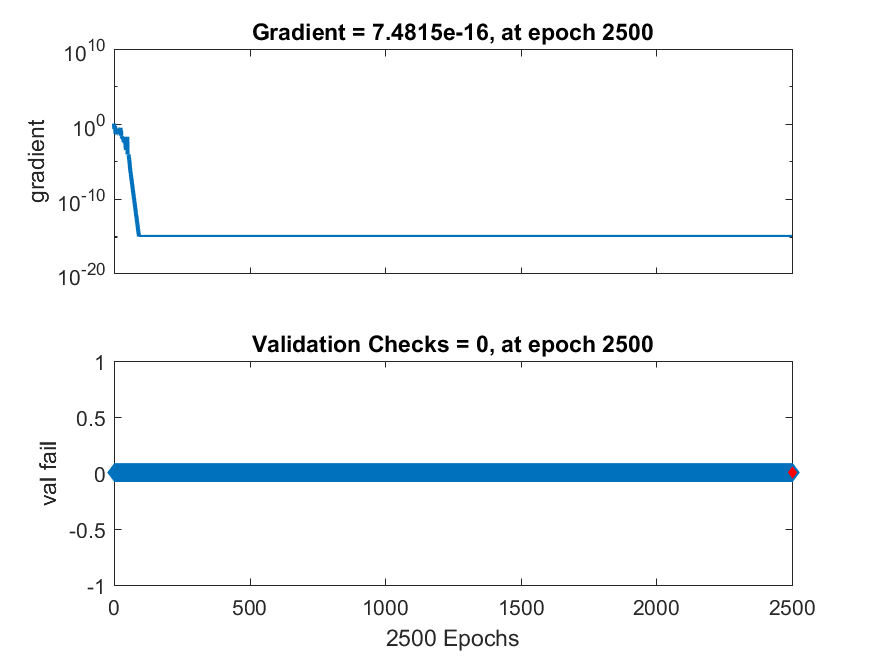 Gradient = 7.4815e-16, at epoch 2500
10^10
10^0
10^-10
10^-20
gradient
Validation Checks = 0, at epoch 2500
1
0.5
0
-0.5
-1
val fail
0 500 1000 1500 2000 2500
2500 Epochs